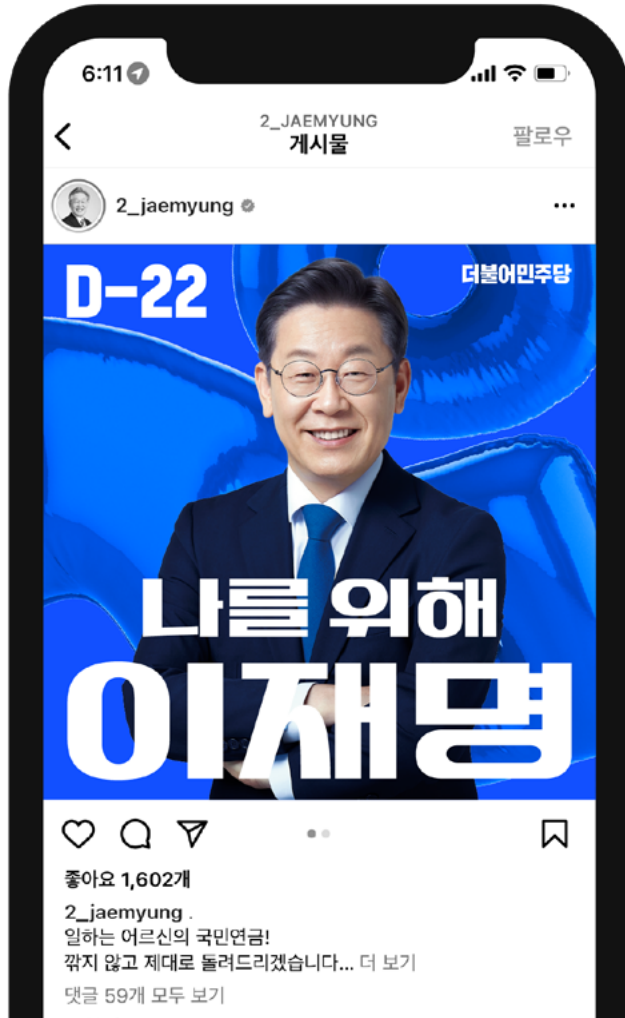 6:11
2_JAEMYUNG
게시물
팔로우
2_jaemyung
D-22
더불어민주당
나를 위해
이재명
좋아요 1,602개
2_jaemyung .
일하는 어르신의 국민연금!
깎지 않고 제대로 돌려드리겠습니다... 더 보기
댓글 59개 모두 보기